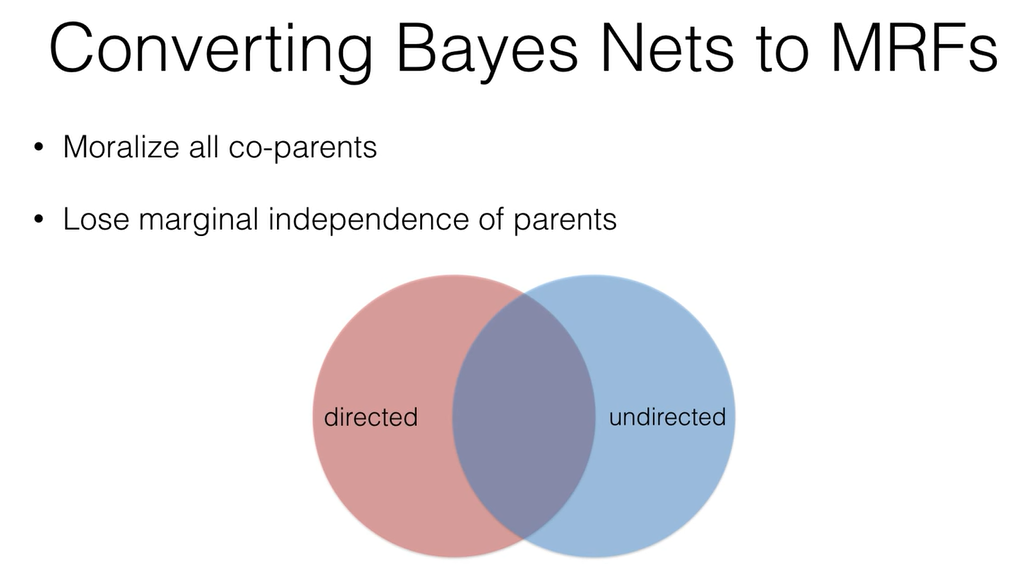 Converting Bayes Nets to MRFs
• Moralize all co-parents
• Lose marginal independence of parents
directed
undirected